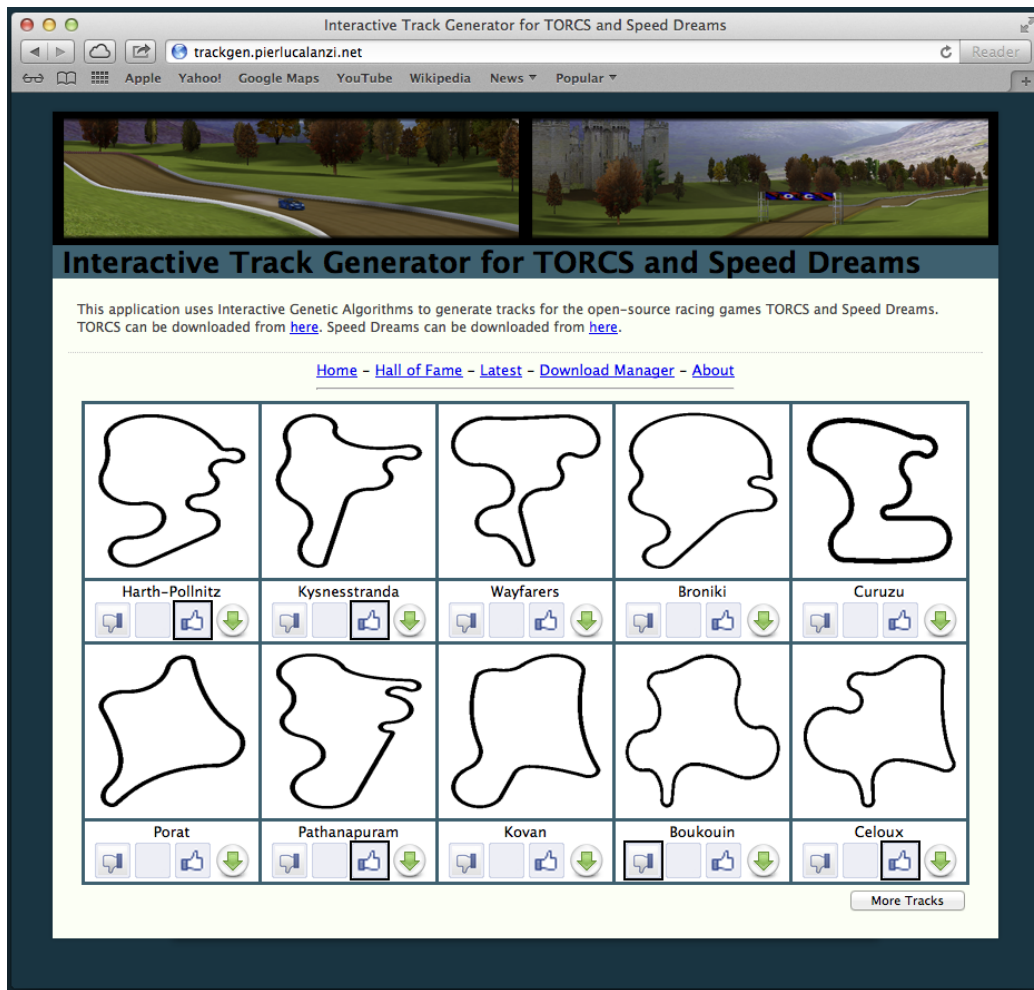 Interactive Track Generator for TORCS and Speed Dreams
trackgen.pierlucalanzi.net
Reader
Apple Yahoo! Google Maps YouTube Wikipedia News Popular
Interactive Track Generator for TORCS and Speed Dreams
This application uses Interactive Genetic Algorithms to generate tracks for the open-source racing games TORCS and Speed Dreams.
TORCS can be downloaded from here. Speed Dreams can be downloaded from here.
Home - Hall of Fame - Latest - Download Manager - About
Harth-Pollnitz Kysnesstranda Wayfarers Broniki Curuzu
Porat Pathanapuram Kovan Boukouin Celoux
More Tracks